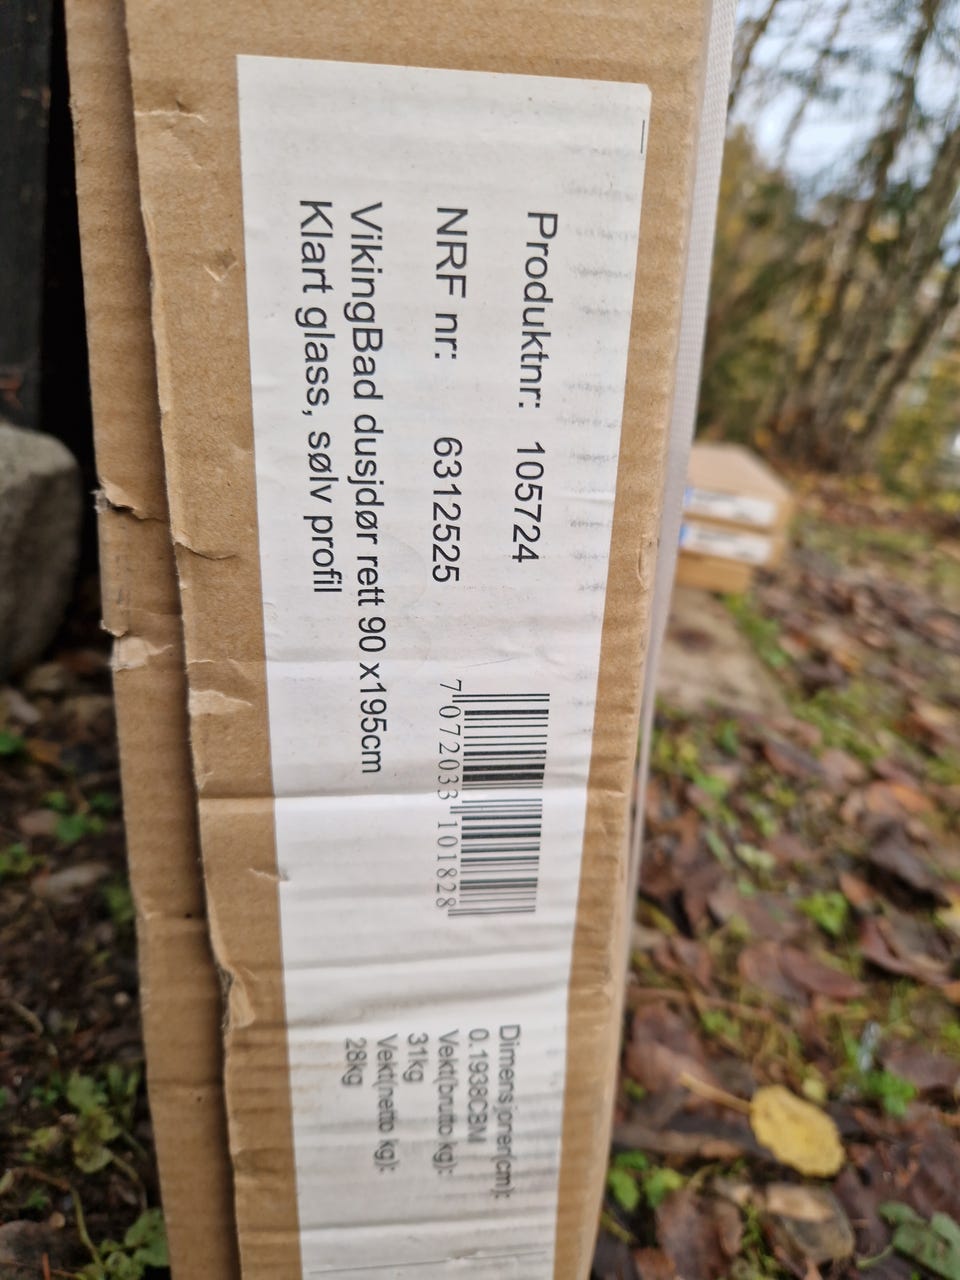 Produktnr: 105724
NRF nr: 6312525
VikingBad dusjdør rett 90 x195cm
Klart glass, sølv profil
7 072033 101828
Dimensjoner(cm):
0.1938CBM
Vekt(brutto kg):
31kg
Vekt(netto kg):
28kg